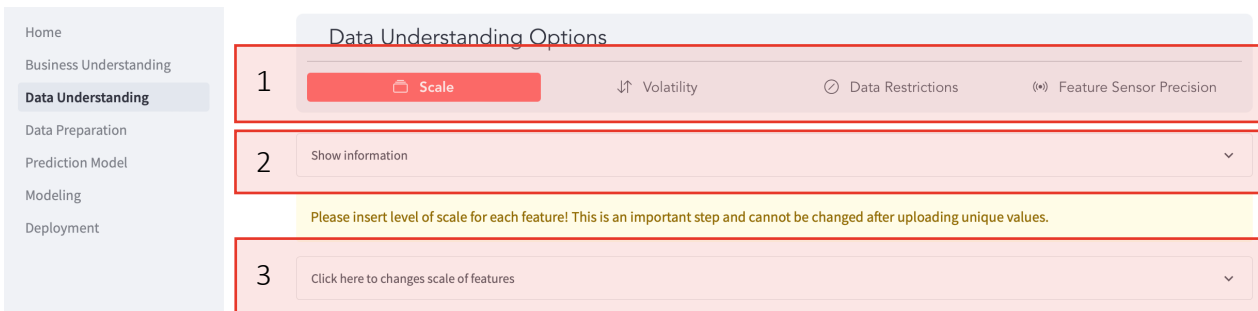 Home
Business Understanding
Data Understanding
Data Preparation
Prediction Model
Modeling
Deployment
Data Understanding Options
1
Scale
Volatility
Data Restrictions
Feature Sensor Precision
2
Show information
Please insert level of scale for each feature! This is an important step and cannot be changed after uploading unique values.
3
Click here to changes scale of features